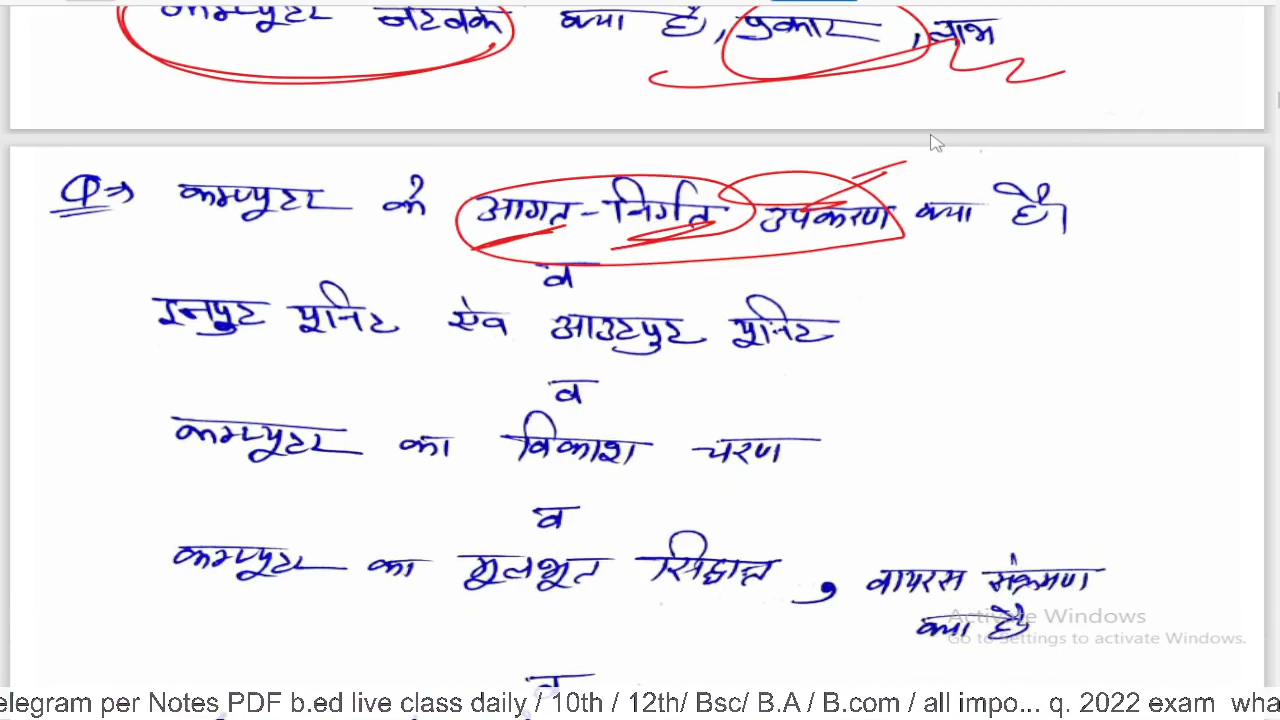 कम्प्यूटर नेटवर्क क्या है, प्रकार, लाभ
Q⇒ कम्प्यूटर के आगत-निर्गत उपकरण क्या है।
व
इनपुट यूनिट एंव आउटपुट यूनिट
व
कम्प्यूटर का विकाश चरण
व
कम्प्यूटर का मूलभूत सिद्धान्त, वायरस संक्रमण
क्या है
Activate Windows
Go to Settings to activate Windows.
व
elegram per Notes PDF b.ed live class daily / 10th / 12th/ Bsc/ B.A / B.com / all impo... q. 2022 exam wha